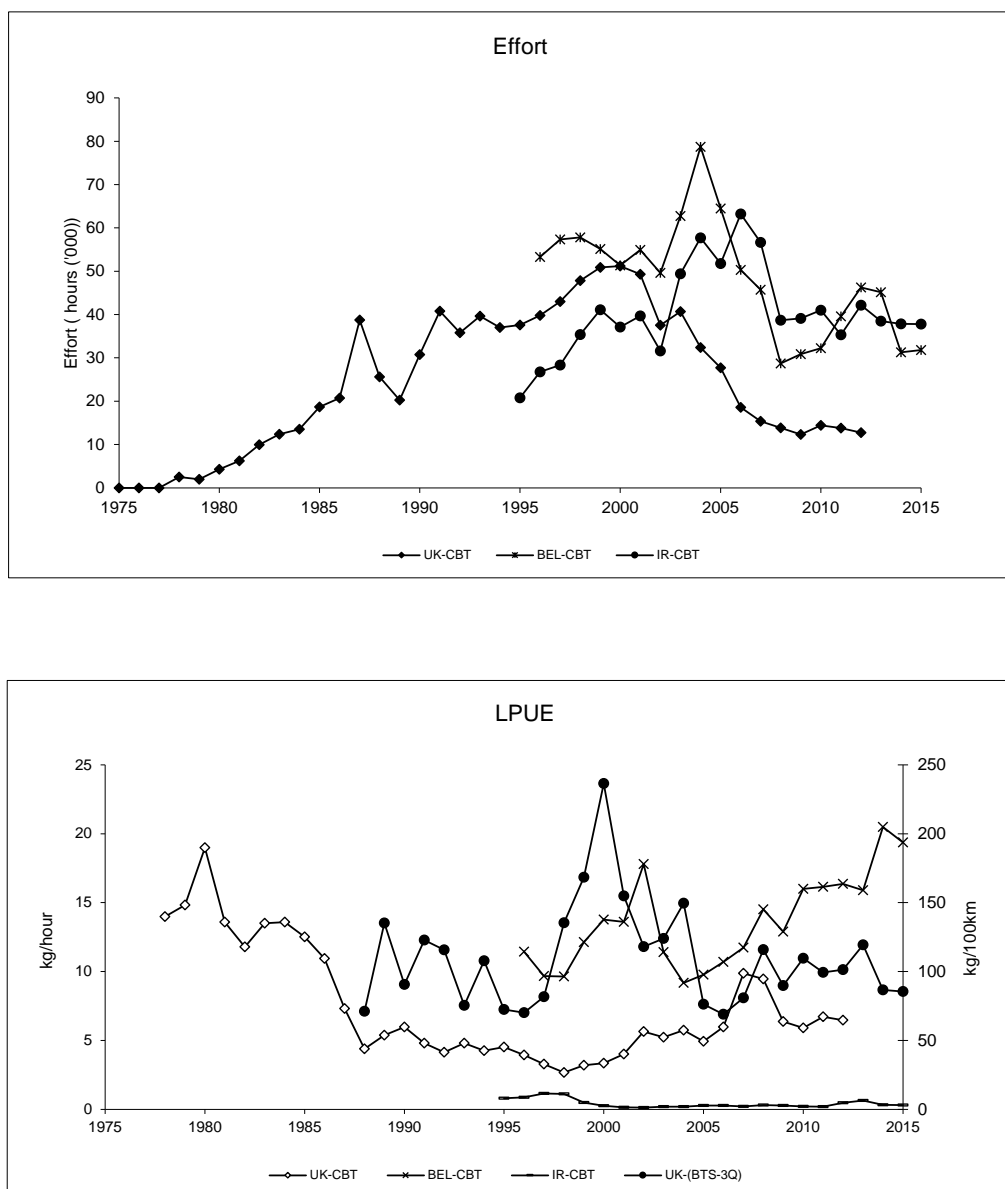 Effort
90
80
70
60
50
40
30
20
10
0
Effort ( hours ('000))
1975 1980 1985 1990 1995 2000 2005 2010 2015
UK-CBT BEL-CBT IR-CBT
LPUE
25
20
15
10
5
0
kg/hour
250
200
150
100
50
0
kg/100km
1975 1980 1985 1990 1995 2000 2005 2010 2015
UK-CBT BEL-CBT IR-CBT UK-(BTS-3Q)